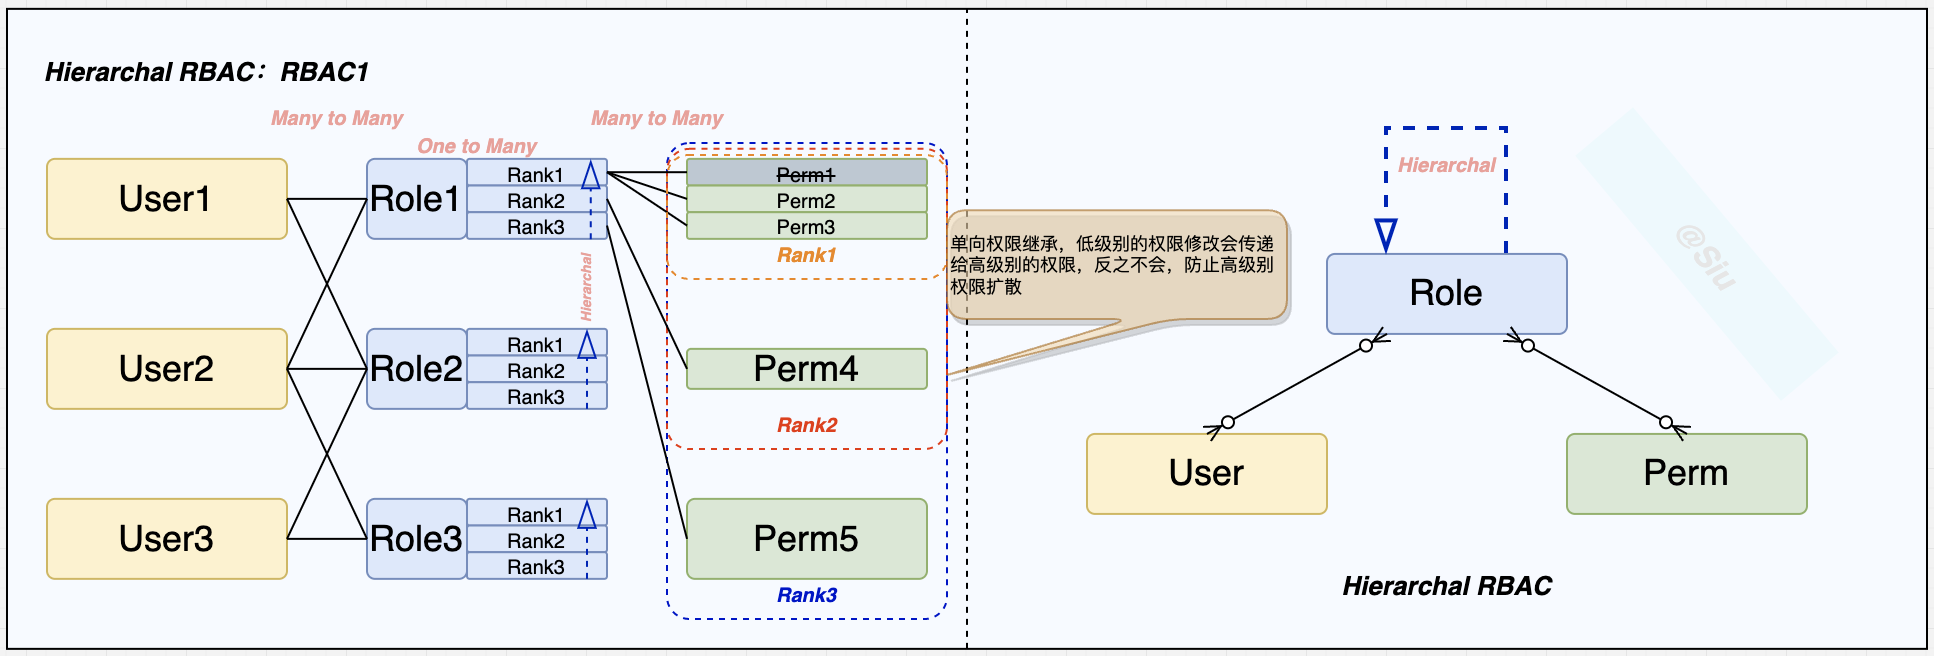 Hierarchal RBAC：RBAC1
Many to Many
Many to Many
One to Many
User1
Role1
Rank1
Rank2
Rank3
Perm1
Perm2
Perm3
Rank1
Hierarchal
User2
Role2
Rank1
Rank2
Rank3
Perm4
Rank2
User3
Role3
Rank1
Rank2
Rank3
Perm5
Rank3
单向权限继承，低级别的权限修改会传递
给高级别的权限，反之不会，防止高级别
权限扩散
Hierarchal
Role
User
Perm
Hierarchal RBAC
@Siu